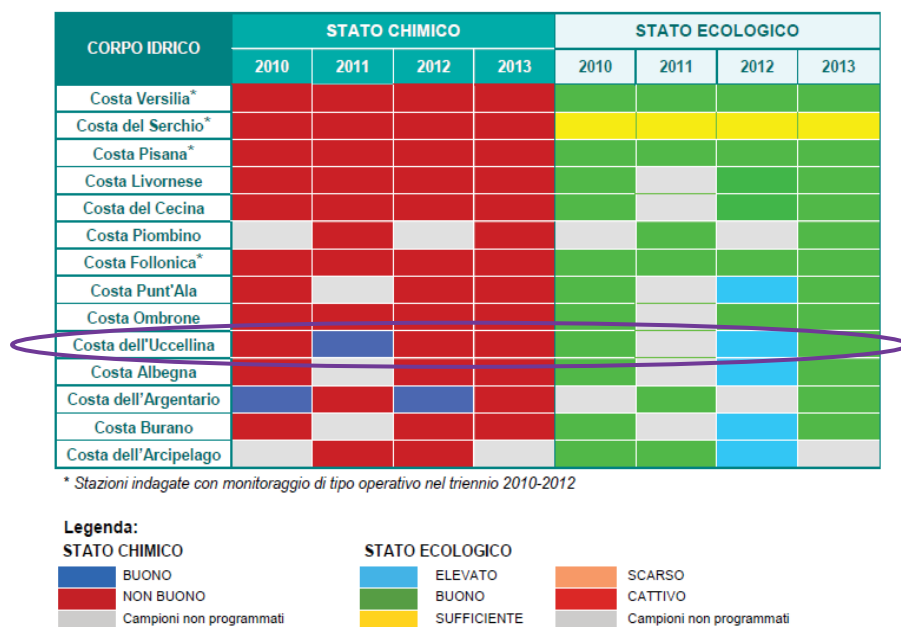 CORPO IDRICO STATO CHIMICO STATO ECOLOGICO
2010 2011 2012 2013 2010 2011 2012 2013
Costa Versilia*
Costa del Serchio*
Costa Pisana*
Costa Livornese
Costa del Cecina
Costa Piombino
Costa Follonica*
Costa Punt'Ala
Costa Ombrone
Costa dell'Uccellina
Costa Albegna
Costa dell'Argentario
Costa Burano
Costa dell'Arcipelago
* Stazioni indagate con monitoraggio di tipo operativo nel triennio 2010-2012
Legenda:
STATO CHIMICO STATO ECOLOGICO
BUONO ELEVATO SCARSO
NON BUONO BUONO CATTIVO
Campioni non programmati SUFFICIENTE Campioni non programmati